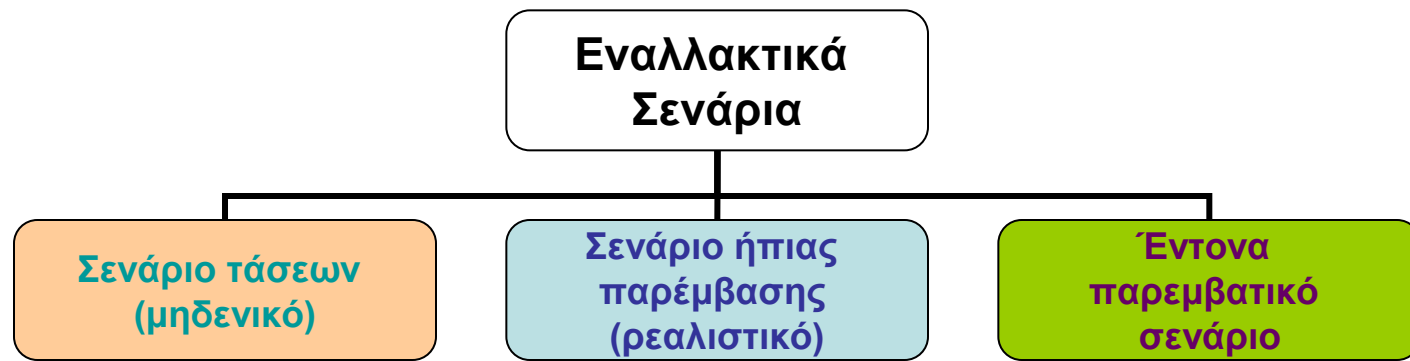 Εναλλακτικά
Σενάρια
Σενάριο τάσεων
(μηδενικό)
Σενάριο ήπιας
παρέμβασης
(ρεαλιστικό)
Έντονα
παρεμβατικό
σενάριο